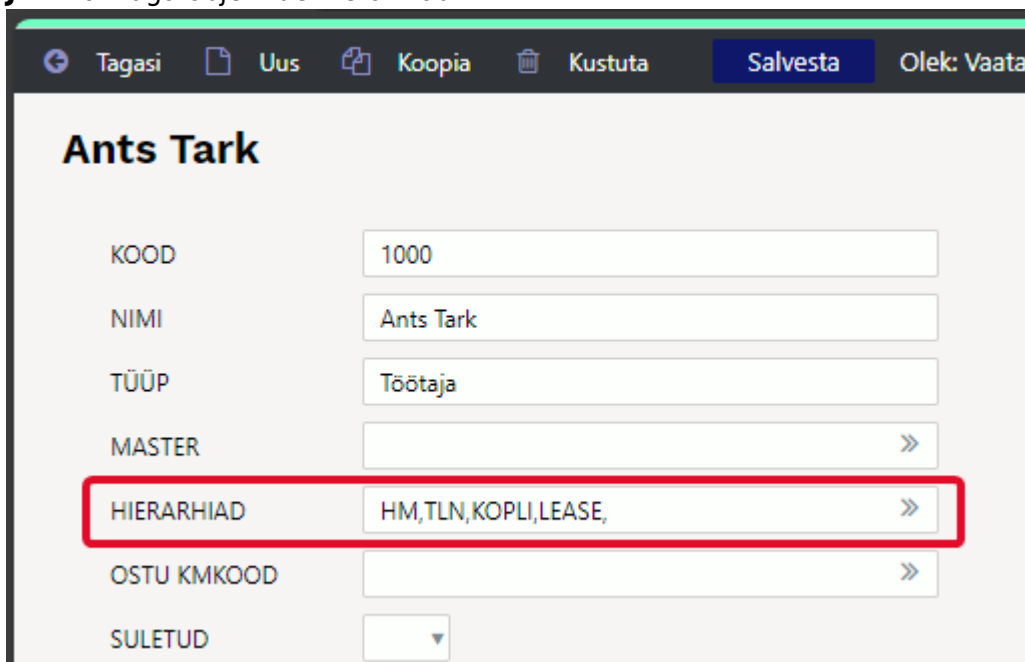 Tagasi Uus Koopia Kustuta Salvesta Olek: Vaata
Ants Tark
KOOD 1000
NIMI Ants Tark
TÜÜP Töötaja
MASTER
HIERARHIAD HM,TLN,KOPLI,LEASE,
OSTU KMKOOD
SULETUD